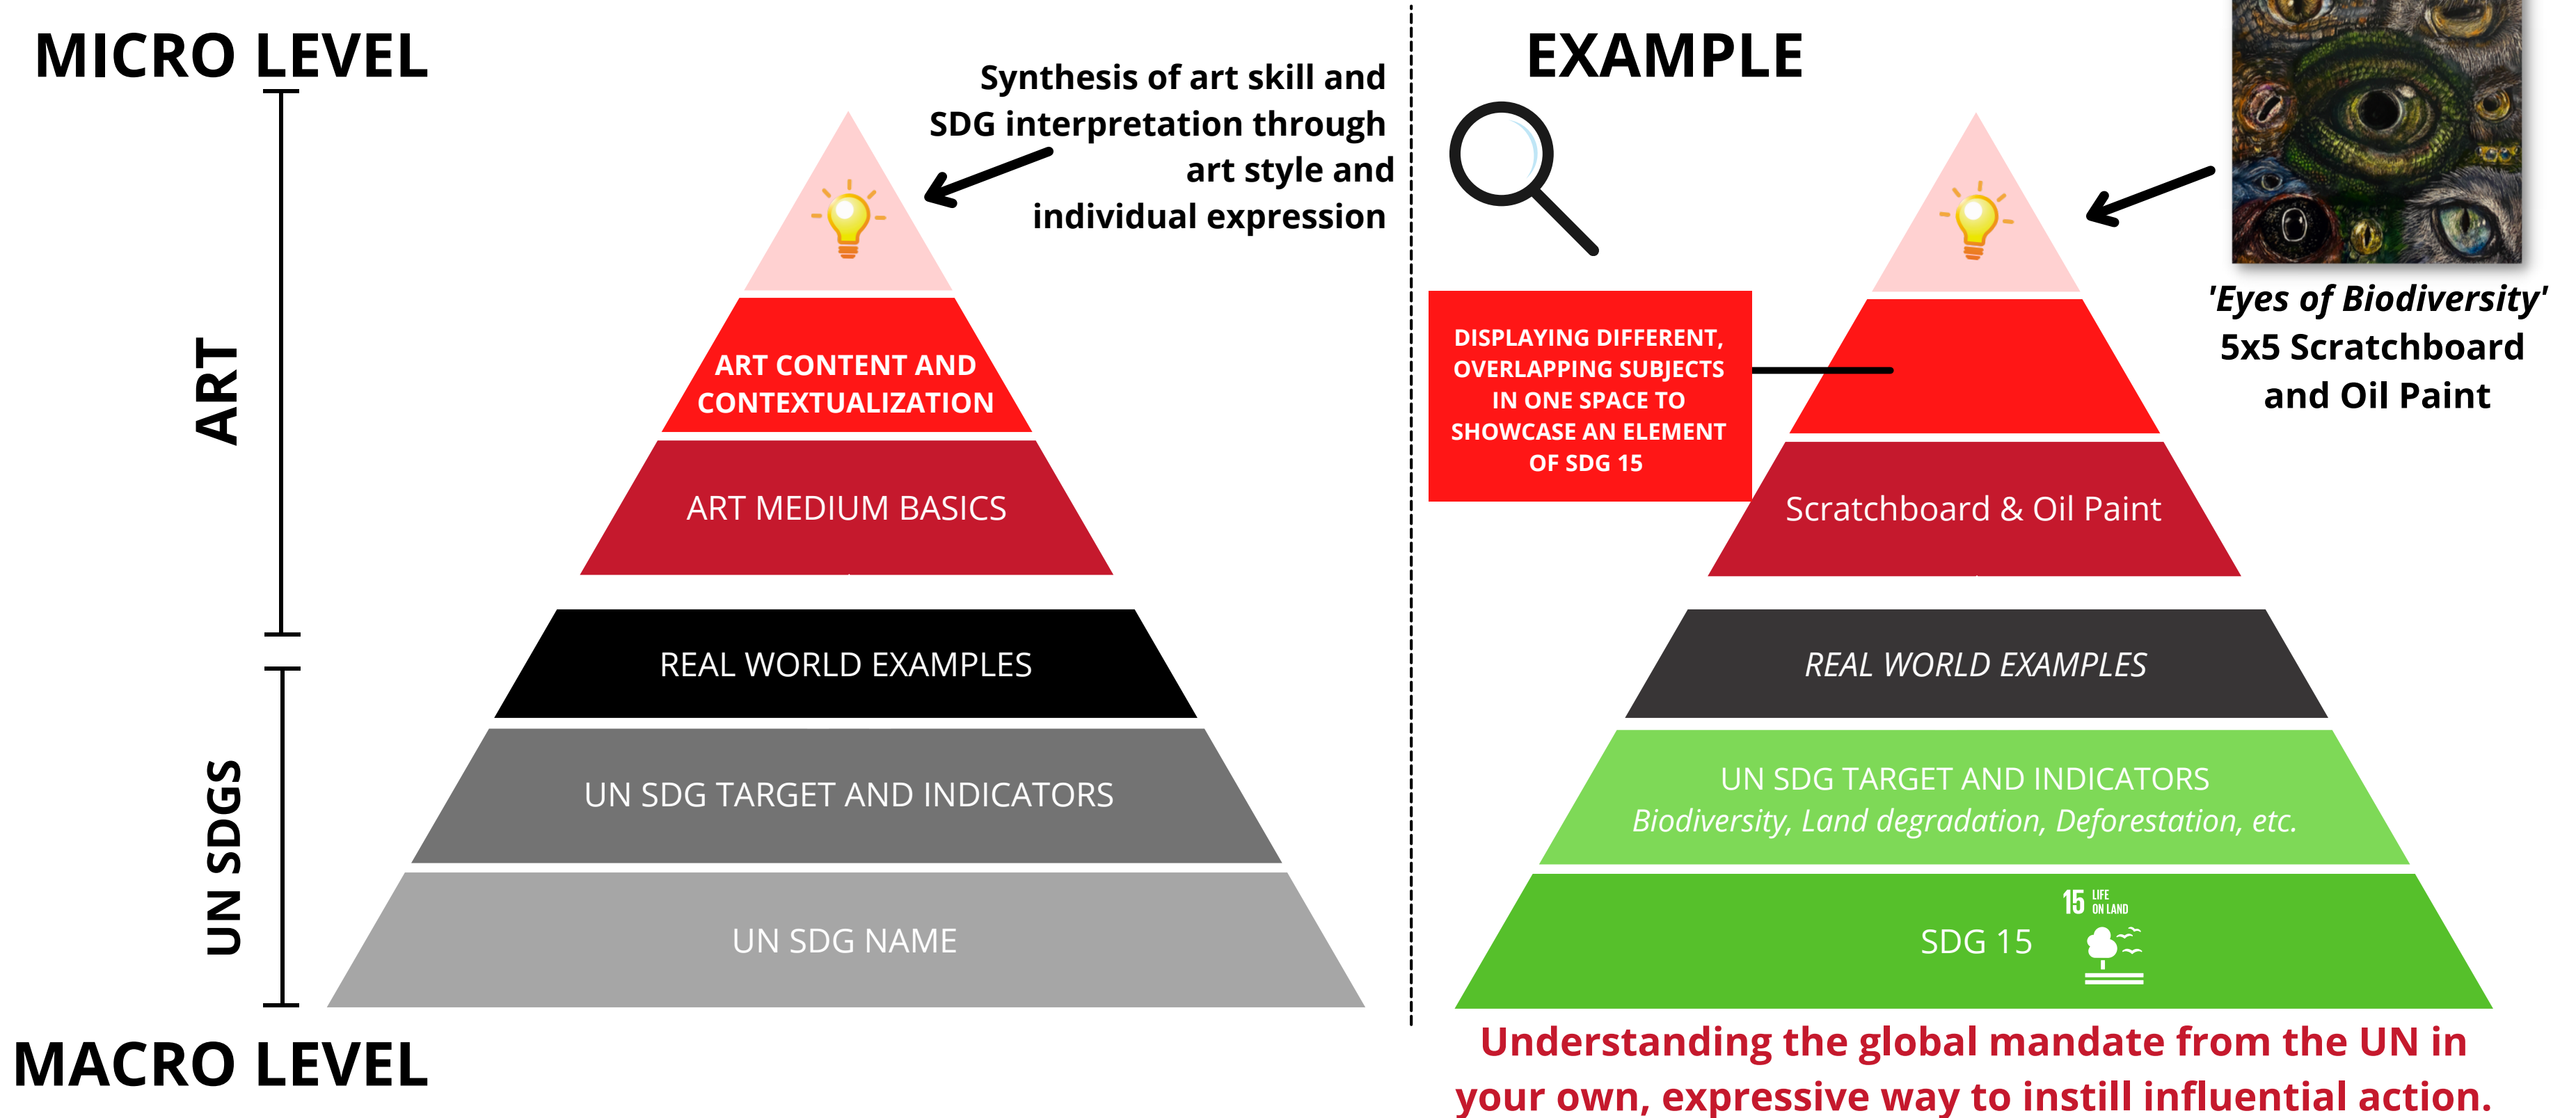 MICRO LEVEL
Synthesis of art skill and
SDG interpretation through
art style and
individual expression
ART
ART CONTENT AND
CONTEXTUALIZATION
ART MEDIUM BASICS
REAL WORLD EXAMPLES
UN SDGS
UN SDG TARGET AND INDICATORS
UN SDG NAME
MACRO LEVEL
EXAMPLE
'Eyes of Biodiversity'
5x5 Scratchboard
and Oil Paint
DISPLAYING DIFFERENT,
OVERLAPPING SUBJECTS
IN ONE SPACE TO
SHOWCASE AN ELEMENT
OF SDG 15
Scratchboard & Oil Paint
REAL WORLD EXAMPLES
UN SDG TARGET AND INDICATORS
Biodiversity, Land degradation, Deforestation, etc.
SDG 15
15 LIFE
ON LAND
Understanding the global mandate from the UN in
your own, expressive way to instill influential action.